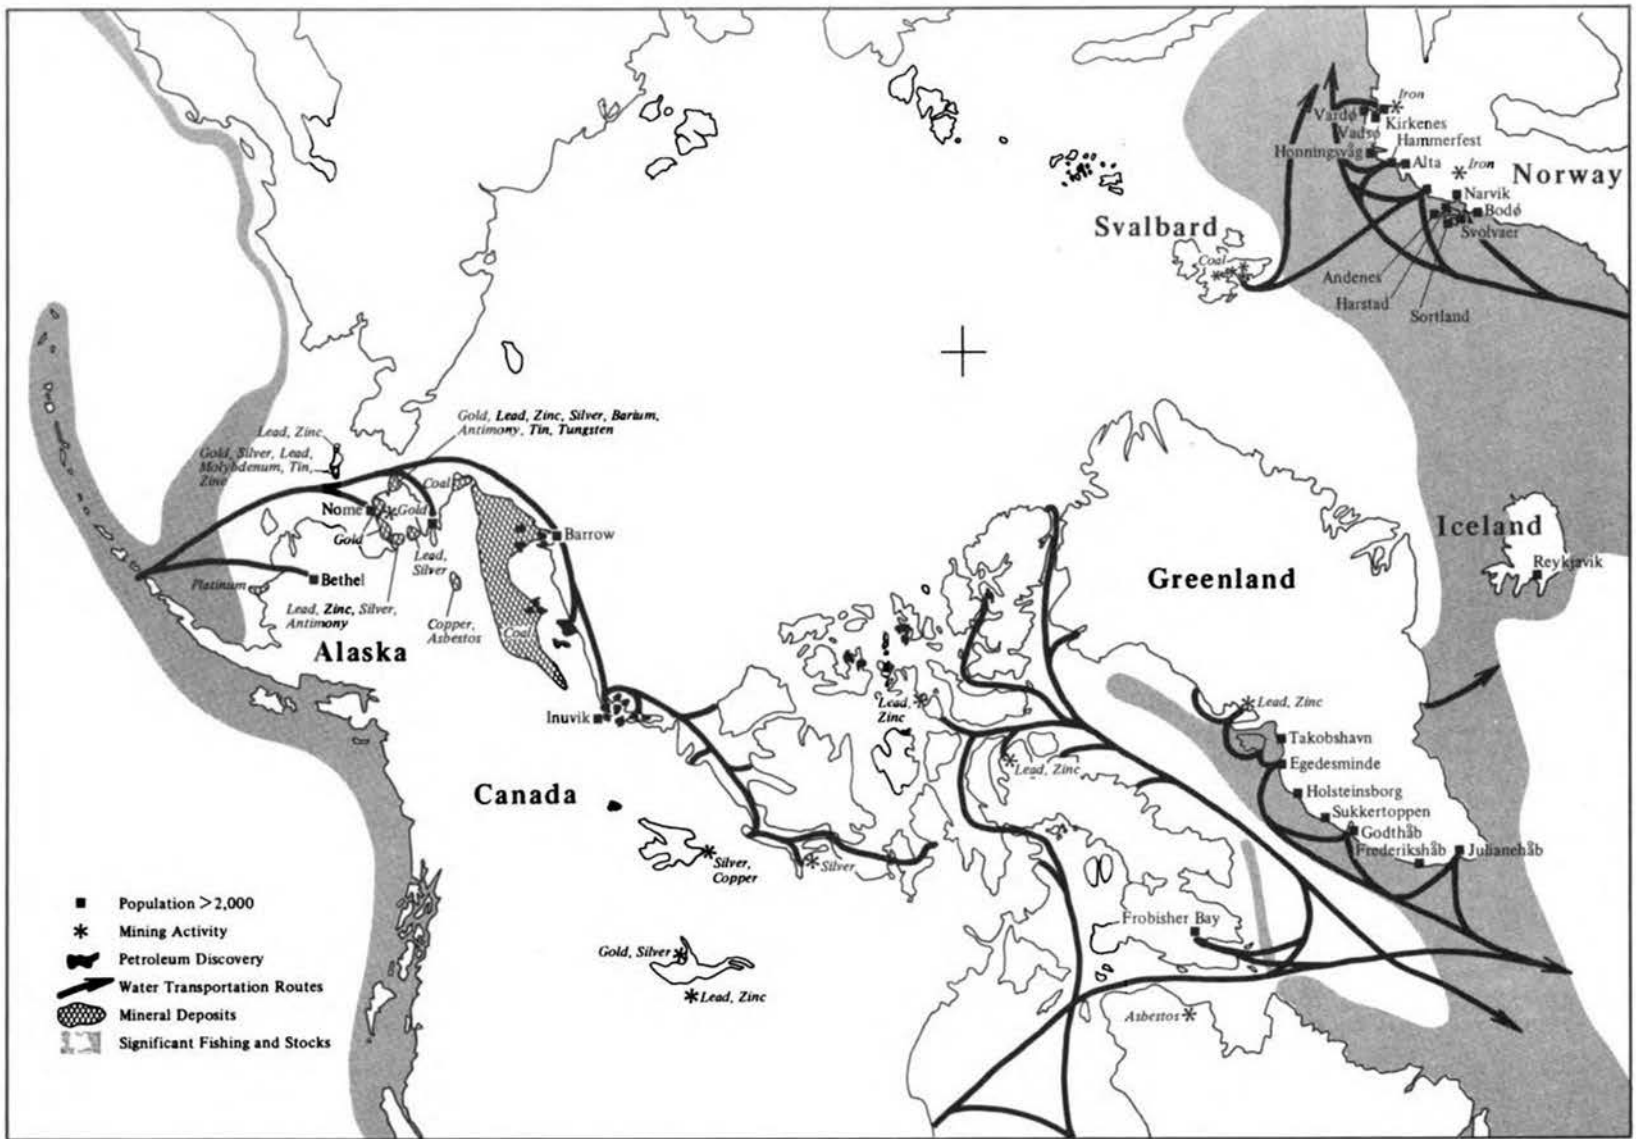 Iron
Vardø
Kirkenes
Vadsø
Hammerfest
Honningsvåg
Alta
Iron
Norway
Narvik
Bodø
Svolvaer
Svalbard
Coal
Andenes
Harstad
Sortland
Gold, Lead, Zinc, Silver, Barium,
Antimony, Tin, Tungsten
Lead, Zinc
Gold, Silver, Lead,
Molybdenum, Tin,
Zinc
Coal
Nome
Gold
Gold
Barrow
Lead,
Silver
Platinum
Bethel
Lead, Zinc, Silver,
Antimony
Copper,
Asbestos
Coal
Alaska
Iceland
Reykjavik
Greenland
Inuvik
Lead,
Zinc
Lead, Zinc
Takobshavn
Egedesminde
Lead, Zinc
Canada
Holsteinsborg
Sukkertoppen
Godthåb
Frederikshåb
Julianehåb
Silver,
Copper
Silver
Frobisher Bay
Gold, Silver
Lead, Zinc
Asbestos
Population >2,000
Mining Activity
Petroleum Discovery
Water Transportation Routes
Mineral Deposits
Significant Fishing and Stocks